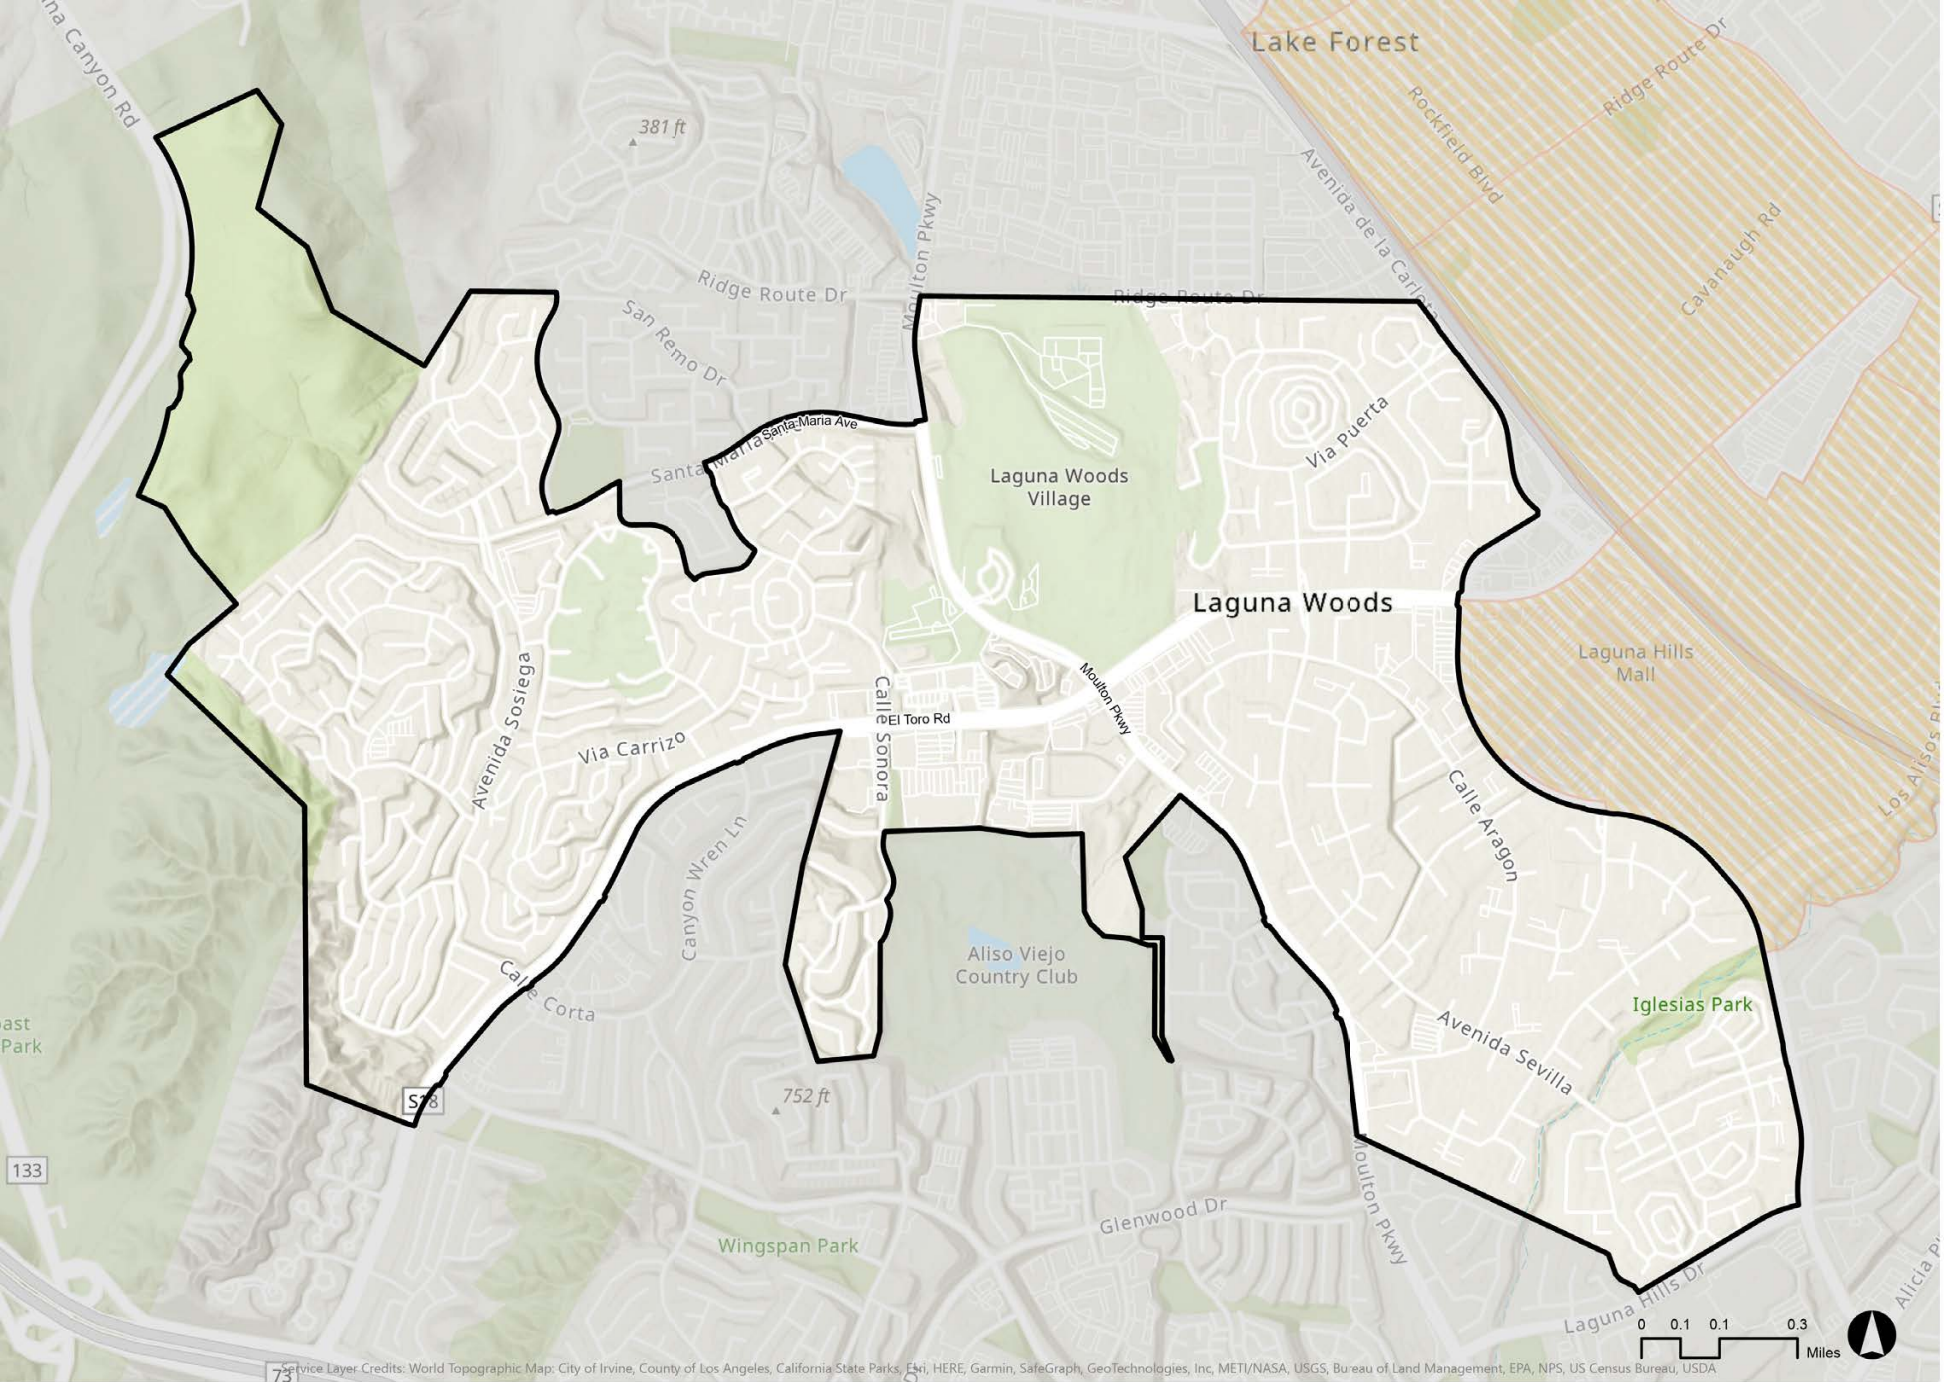 Lake Forest
Ridge Route Dr
na Canyon Rd
Rockfield Blvd
381 ft
Avenida de la Carlota
Moulton Pkwy
Cavanaugh Rd
Ridge Route Dr
Ridge Route Dr
San Remo Dr
Santa Maria Ave
Santa Maria
Via Puerta
Laguna Woods
Village
Laguna Woods
Laguna Hills
Mall
Avenida Sosiega
Calle Sonora
Moulton Pkwy
El Toro Rd
Via Carrizo
Los Alisos Bl
Calle Aragon
Canyon Wren Ln
Aliso Viejo
Country Club
Calle Corta
Iglesias Park
Avenida Sevilla
ast
Park
752 ft
S18
133
Moulton Pkwy
Glenwood Dr
Wingspan Park
Alicia P
Laguna Hills Dr
0 0.1 0.1 0.3
Miles
73
Service Layer Credits: World Topographic Map: City of Irvine, County of Los Angeles, California State Parks, Esri, HERE, Garmin, SafeGraph, GeoTechnologies, Inc, METI/NASA, USGS, Bureau of Land Management, EPA, NPS, US Census Bureau, USDA